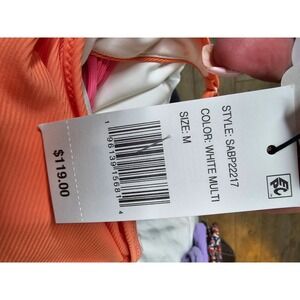 STYLE: SABP22217
COLOR: WHITE MULTI
SIZE: M
$119.00